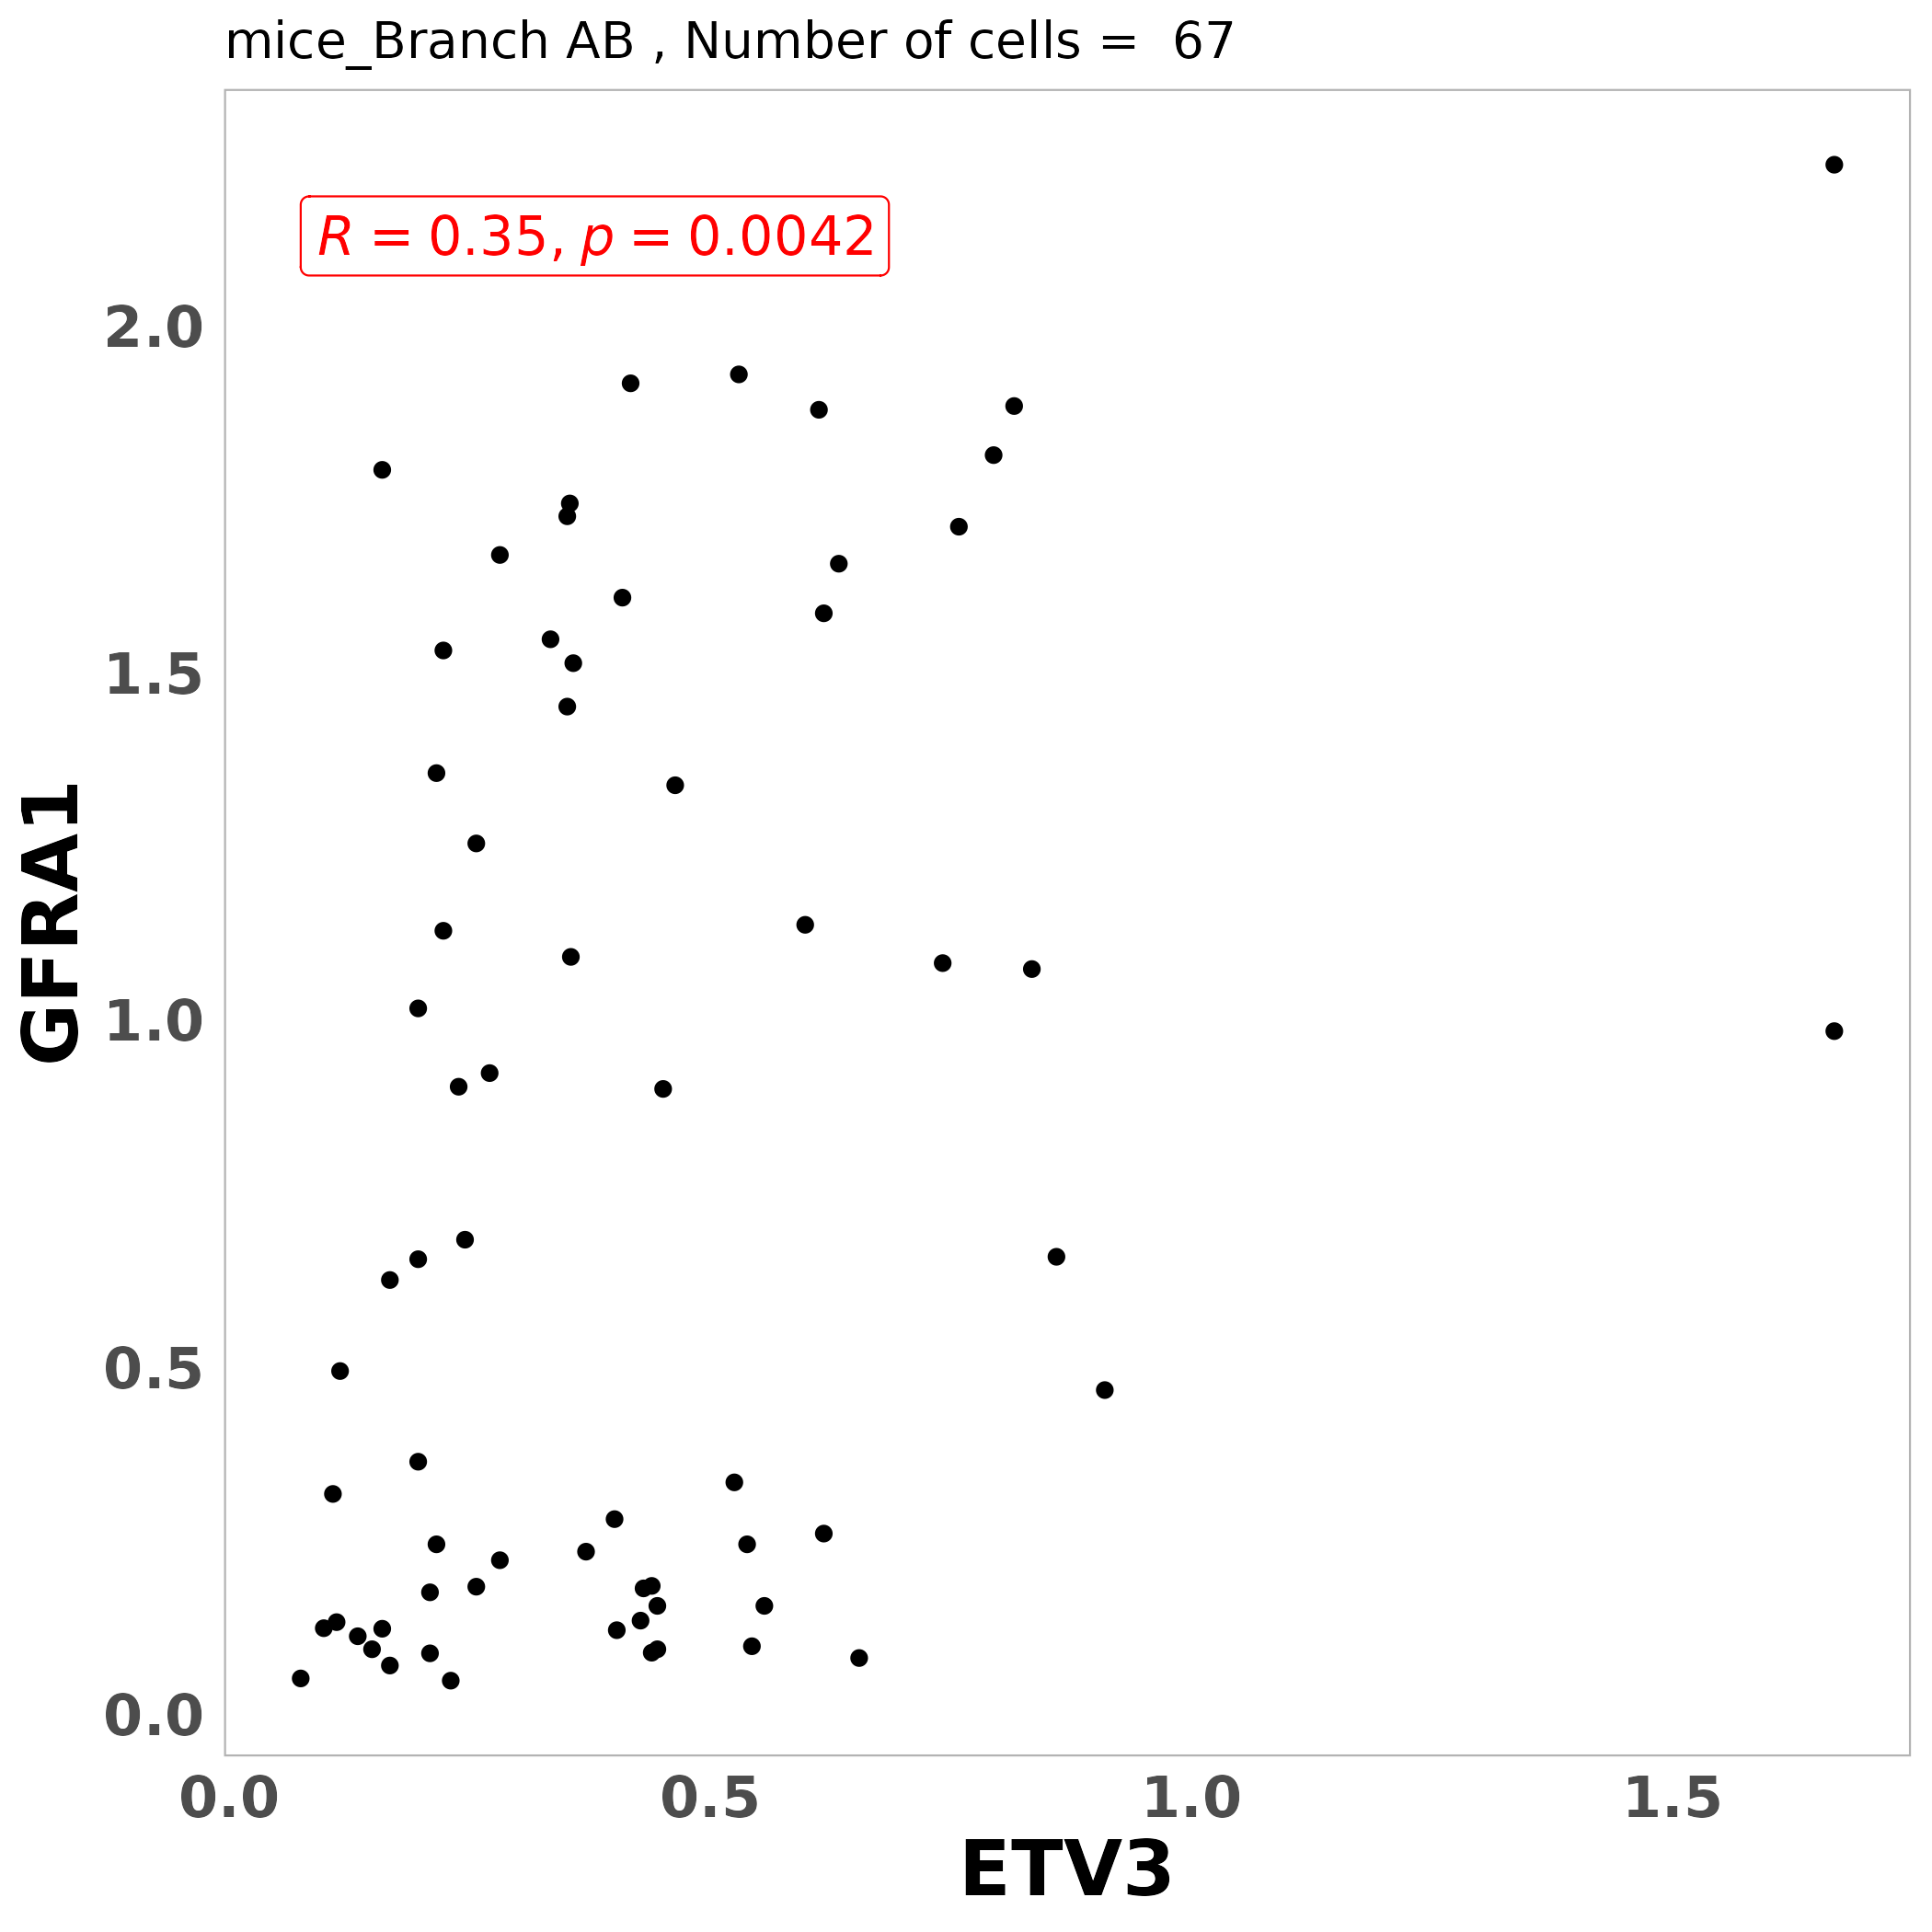 mice_Branch AB , Number of cells =  67
R = 0.35, p = 0.0042
2.0
1.5
1.0
0.5
0.0
GFRA1
0.0 0.5 1.0 1.5
ETV3